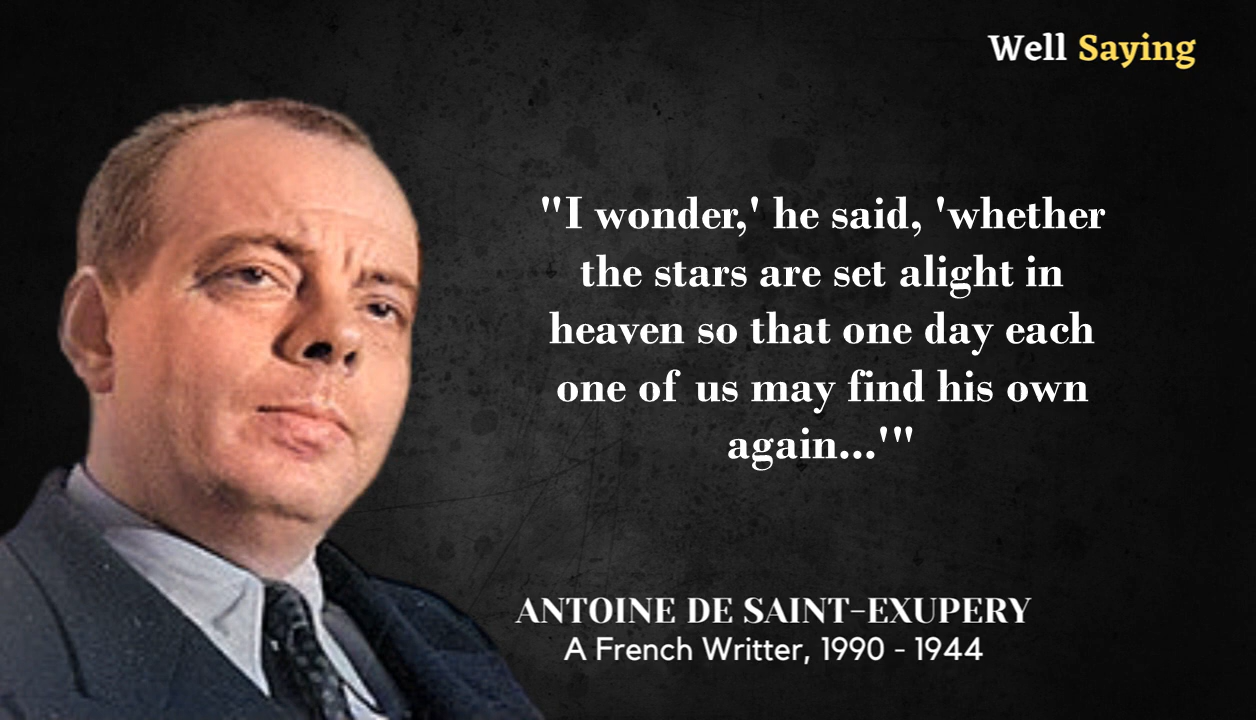 Well Saying
"I wonder,' he said, 'whether
the stars are set alight in
heaven so that one day each
one of us may find his own
again...'"
ANTOINE DE SAINT-EXUPERY
A French Writter, 1990 - 1944